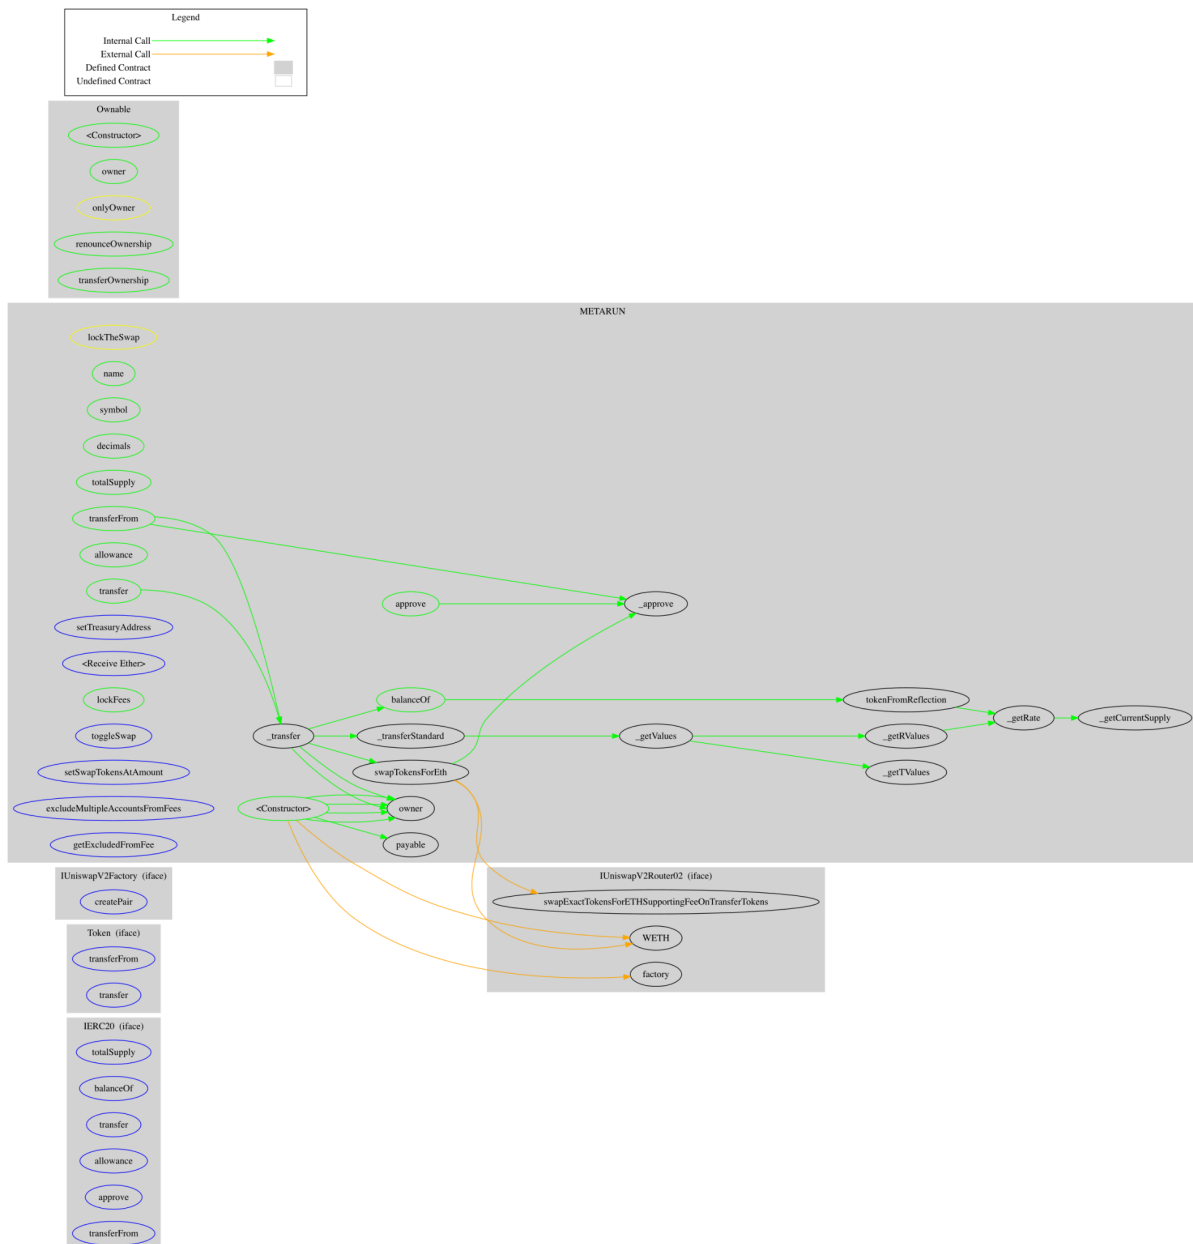 Legend
Internal Call
External Call
Defined Contract
Undefined Contract
Ownable
<Constructor>
owner
onlyOwner
renounceOwnership
transferOwnership
METARUN
lockTheSwap
name
symbol
decimals
totalSupply
transferFrom
allowance
transfer
approve
_approve
setTreasuryAddress
<Receive Ether>
lockFees
balanceOf
tokenFromReflection
_getRate
_getCurrentSupply
toggleSwap
_transfer
_transferStandard
_getValues
_getRValues
setSwapTokensAtAmount
swapTokensForEth
_getTValues
excludeMultipleAccountsFromFees
<Constructor>
owner
getExcludedFromFee
payable
IUniswapV2Factory (iface)
createPair
IUniswapV2Router02 (iface)
swapExactTokensForETHSupportingFeeOnTransferTokens
WETH
factory
Token (iface)
transferFrom
transfer
IERC20 (iface)
totalSupply
balanceOf
transfer
allowance
approve
transferFrom